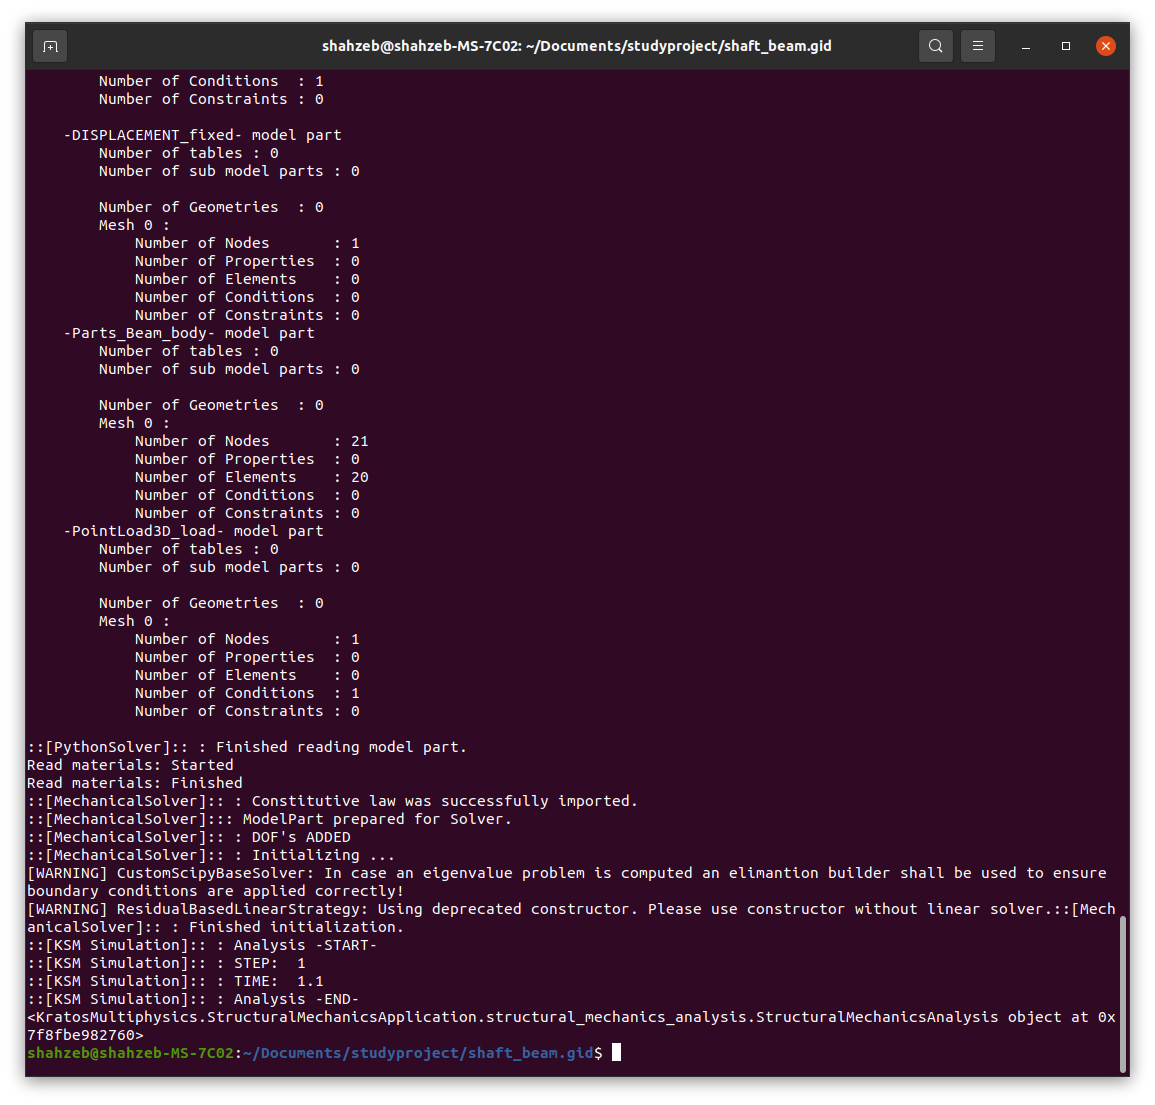 shahzeb@shahzeb-MS-7C02: ~/Documents/studyproject/shaft_beam.gid
Number of Conditions  : 1
Number of Constraints : 0
-DISPLACEMENT_fixed- model part
Number of tables : 0
Number of sub model parts : 0
Number of Geometries  : 0
Mesh 0 :
Number of Nodes       : 1
Number of Properties  : 0
Number of Elements    : 0
Number of Conditions  : 0
Number of Constraints : 0
-Parts_Beam_body- model part
Number of tables : 0
Number of sub model parts : 0
Number of Geometries  : 0
Mesh 0 :
Number of Nodes       : 21
Number of Properties  : 0
Number of Elements    : 20
Number of Conditions  : 0
Number of Constraints : 0
-PointLoad3D_load- model part
Number of tables : 0
Number of sub model parts : 0
Number of Geometries  : 0
Mesh 0 :
Number of Nodes       : 1
Number of Properties  : 0
Number of Elements    : 0
Number of Conditions  : 1
Number of Constraints : 0
::[PythonSolver]:: : Finished reading model part.
Read materials: Started
Read materials: Finished
::[MechanicalSolver]:: : Constitutive law was successfully imported.
::[MechanicalSolver]::: ModelPart prepared for Solver.
::[MechanicalSolver]:: : DOF's ADDED
::[MechanicalSolver]:: : Initializing ...
[WARNING] CustomScipyBaseSolver: In case an eigenvalue problem is computed an elimantion builder shall be used to ensure
boundary conditions are applied correctly!
[WARNING] ResidualBasedLinearStrategy: Using deprecated constructor. Please use constructor without linear solver.::[Mech
anicalSolver]:: : Finished initialization.
::[KSM Simulation]:: : Analysis -START-
::[KSM Simulation]:: : STEP:  1
::[KSM Simulation]:: : TIME:  1.1
::[KSM Simulation]:: : Analysis -END-
<KratosMultiphysics.StructuralMechanicsApplication.structural_mechanics_analysis.StructuralMechanicsAnalysis object at 0x
7f8fbe982760>
shahzeb@shahzeb-MS-7C02:~/Documents/studyproject/shaft_beam.gid$